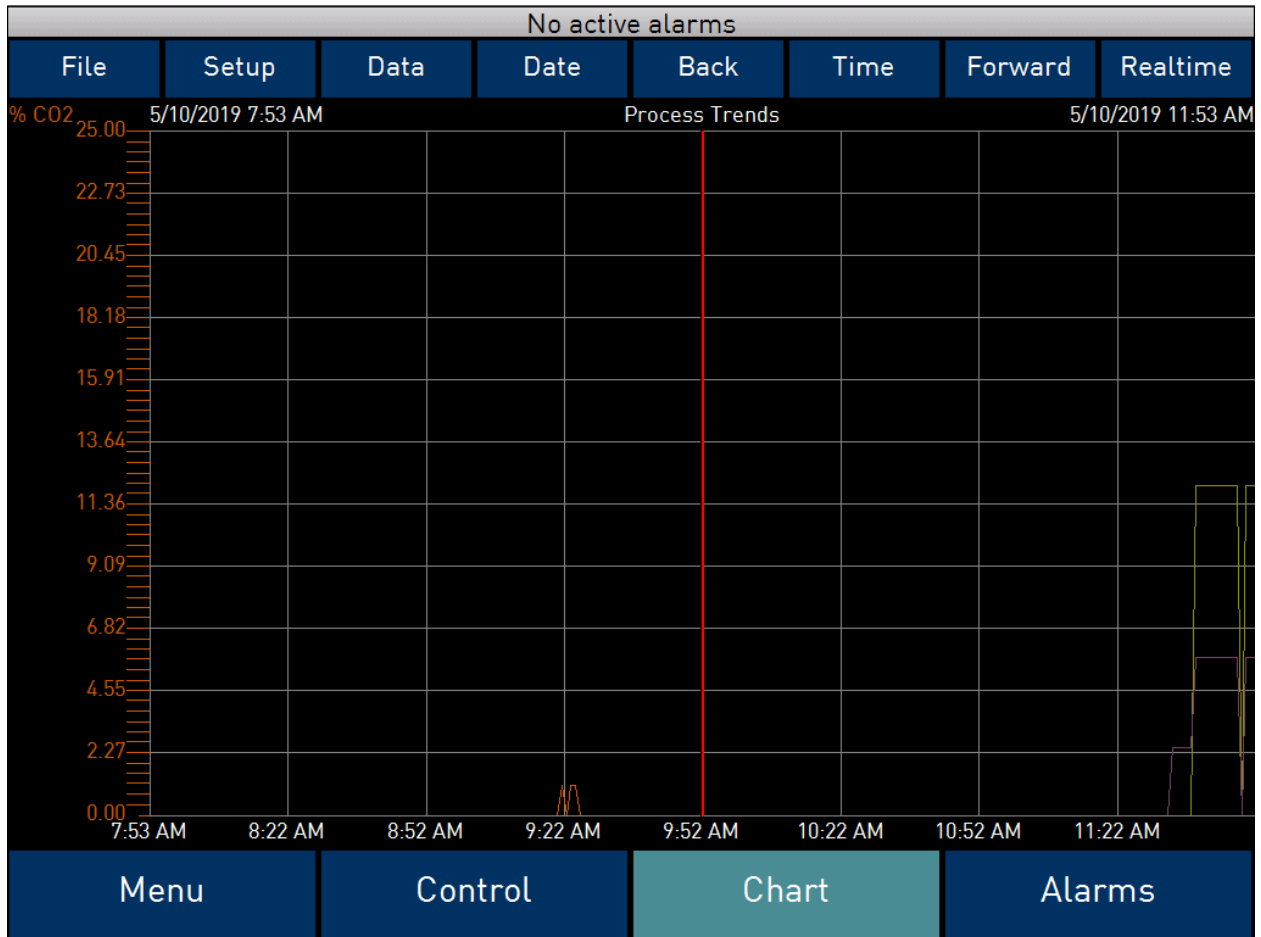 No active alarms
File Setup Data Date Back Time Forward Realtime
% CO2 5/10/2019 7:53 AM Process Trends 5/10/2019 11:53 AM
25.00
22.73
20.45
18.18
15.91
13.64
11.36
9.09
6.82
4.55
2.27
0.00
7:53 AM 8:22 AM 8:52 AM 9:22 AM 9:52 AM 10:22 AM 10:52 AM 11:22 AM
Menu Control Chart Alarms